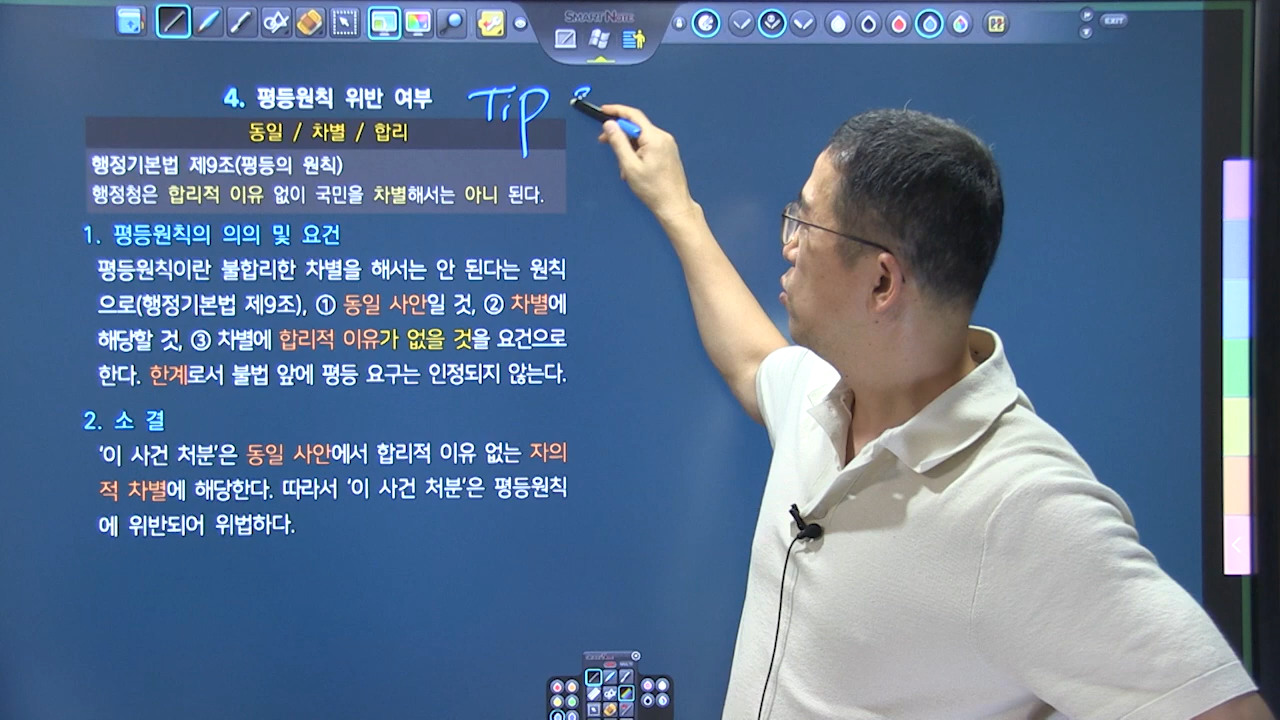 SMARTNOTE
EXIT
4. 평등원칙 위반 여부
Tip
동일 / 차별 / 합리
행정기본법 제9조(평등의 원칙)
행정청은 합리적 이유 없이 국민을 차별해서는 아니 된다.
1. 평등원칙의 의의 및 요건
평등원칙이란 불합리한 차별을 해서는 안 된다는 원칙
으로(행정기본법 제9조), ① 동일 사안일 것, ② 차별에
해당할 것, ③ 차별에 합리적 이유가 없을 것을 요건으로
한다. 한계로서 불법 앞에 평등 요구는 인정되지 않는다.
2. 소 결
‘이 사건 처분’은 동일 사안에서 합리적 이유 없는 자의
적 차별에 해당한다. 따라서 ‘이 사건 처분’은 평등원칙
에 위반되어 위법하다.